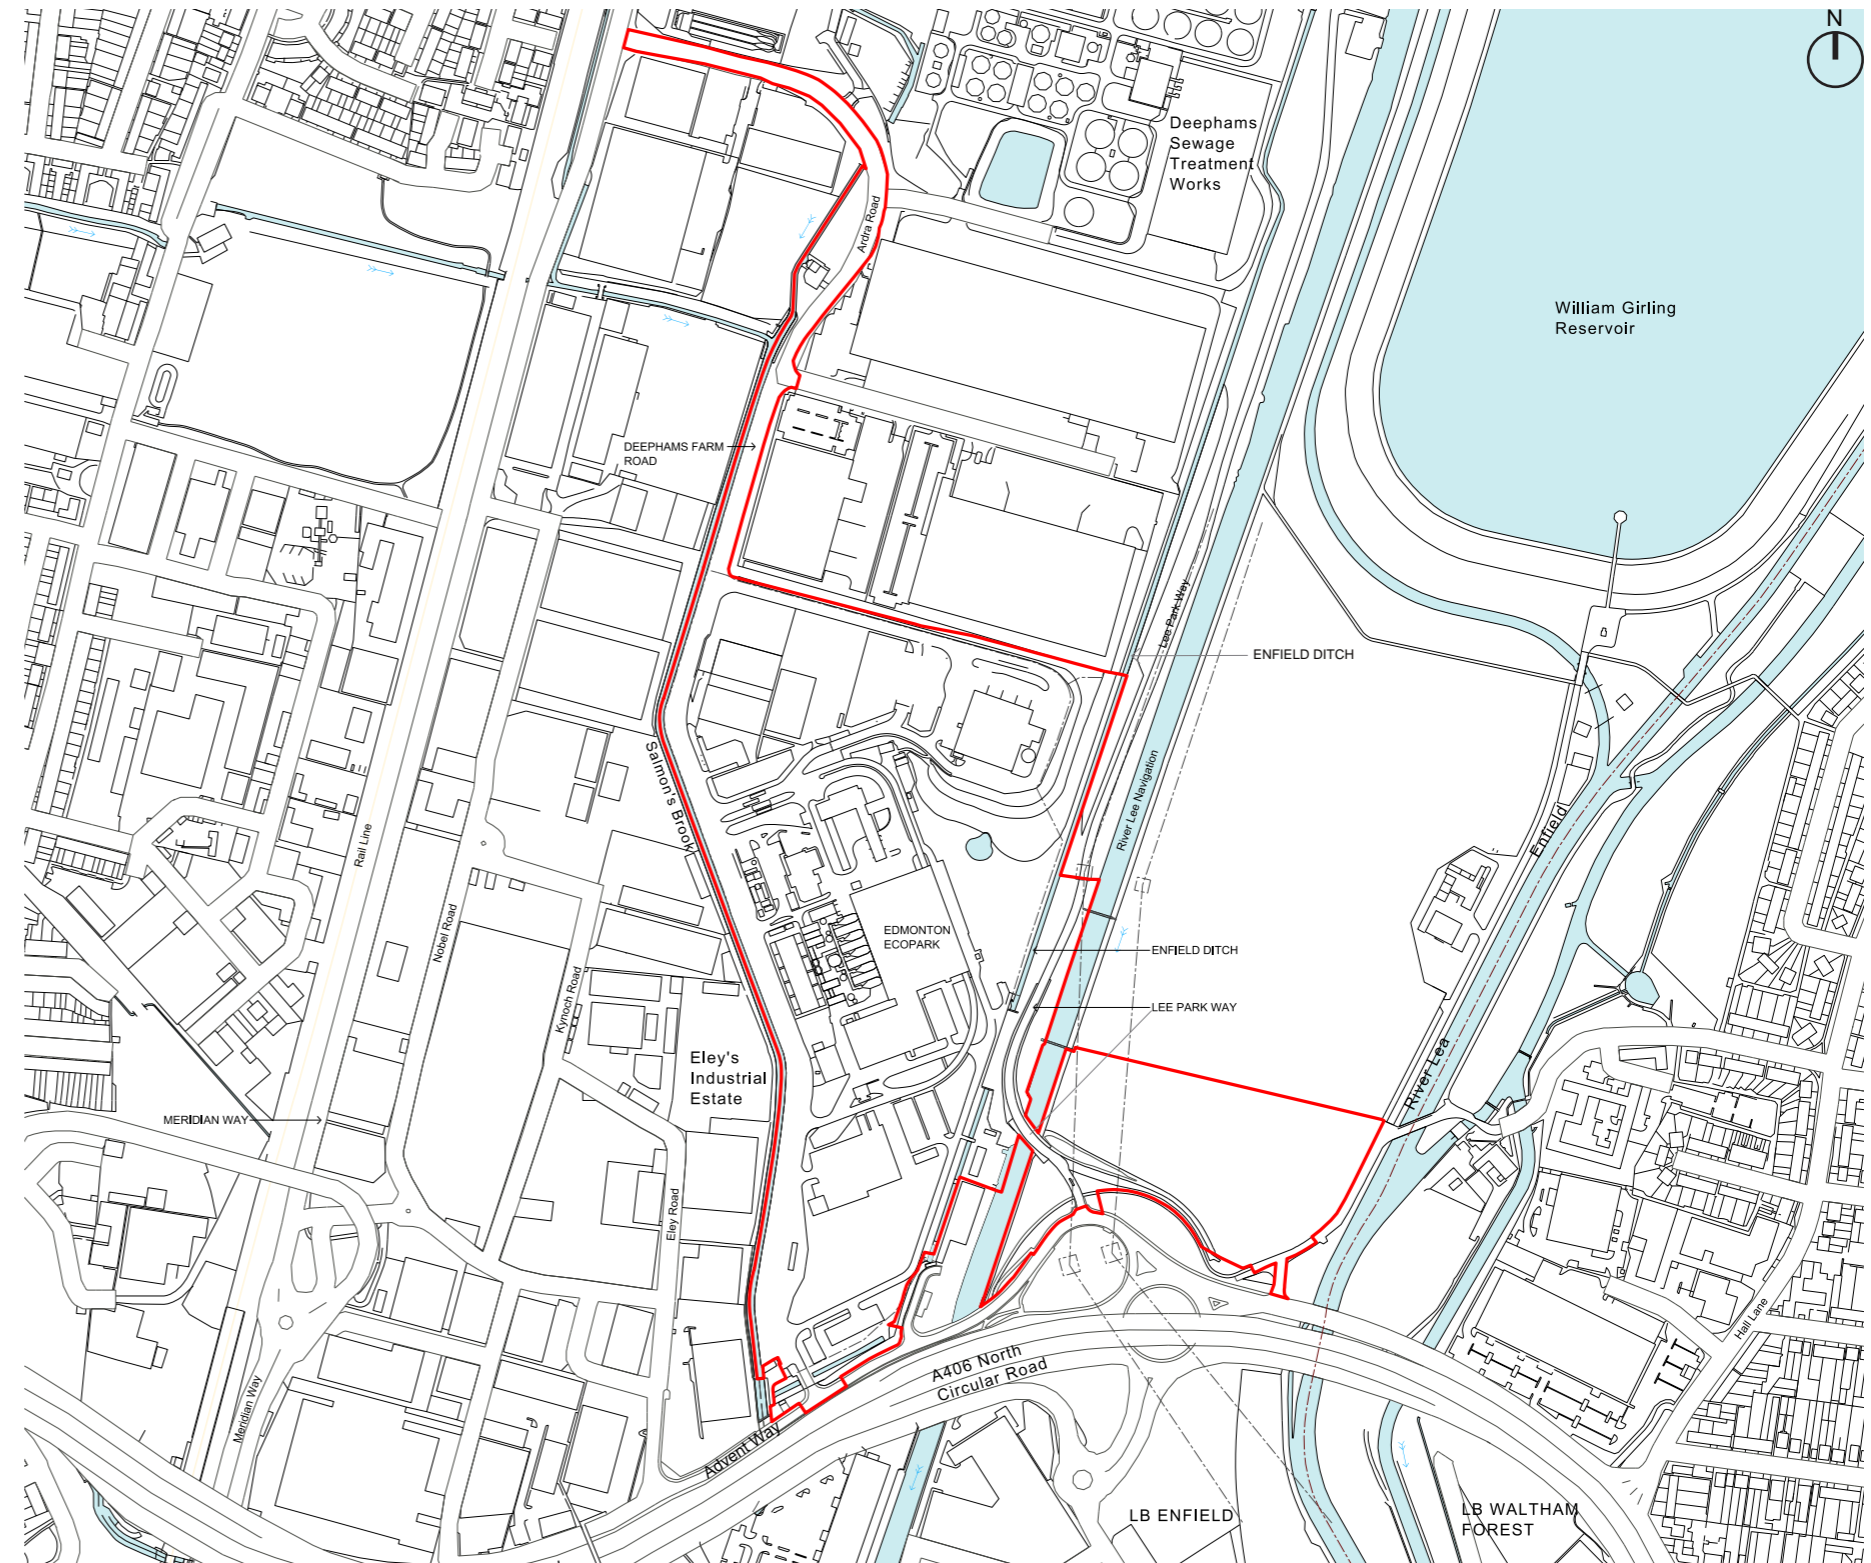 N
Deephams
Sewage
Treatment
Works
Ardra Road
William Girling
Reservoir
DEEPHAMS FARM
ROAD
Lee Park Way
ENFIELD DITCH
Salmon's Brook
River Lee Navigation
Rail Line
Enfield
Nobel Road
EDMONTON
ECOPARK
ENFIELD DITCH
Kynoch Road
LEE PARK WAY
Eley's
Industrial
Estate
River Lea
MERIDIAN WAY
Eley Road
Hall Lane
A406 North
Circular Road
Meridian Way
Advent Way
LB ENFIELD
LB WALTHAM
FOREST